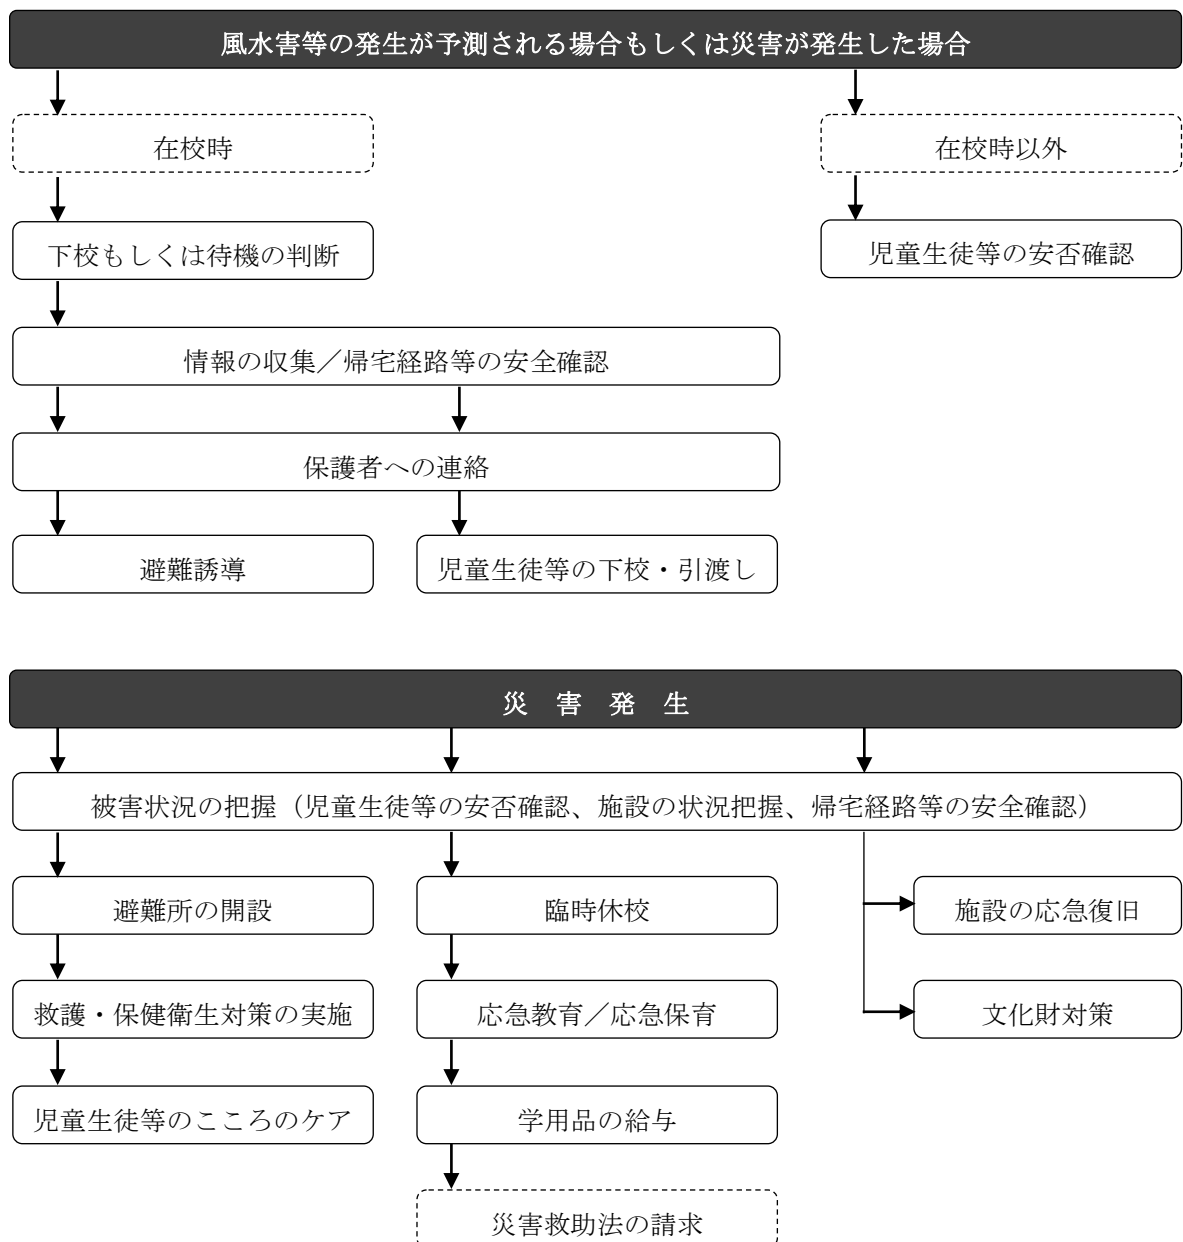 風水害等の発生が予測される場合もしくは災害が発生した場合
在校時
在校時以外
下校もしくは待機の判断
児童生徒等の安否確認
情報の収集／帰宅経路等の安全確認
保護者への連絡
避難誘導
児童生徒等の下校・引渡し
災　害　発　生
被害状況の把握（児童生徒等の安否確認、施設の状況把握、帰宅経路等の安全確認）
避難所の開設
臨時休校
施設の応急復旧
救護・保健衛生対策の実施
応急教育／応急保育
文化財対策
児童生徒等のこころのケア
学用品の給与
災害救助法の請求